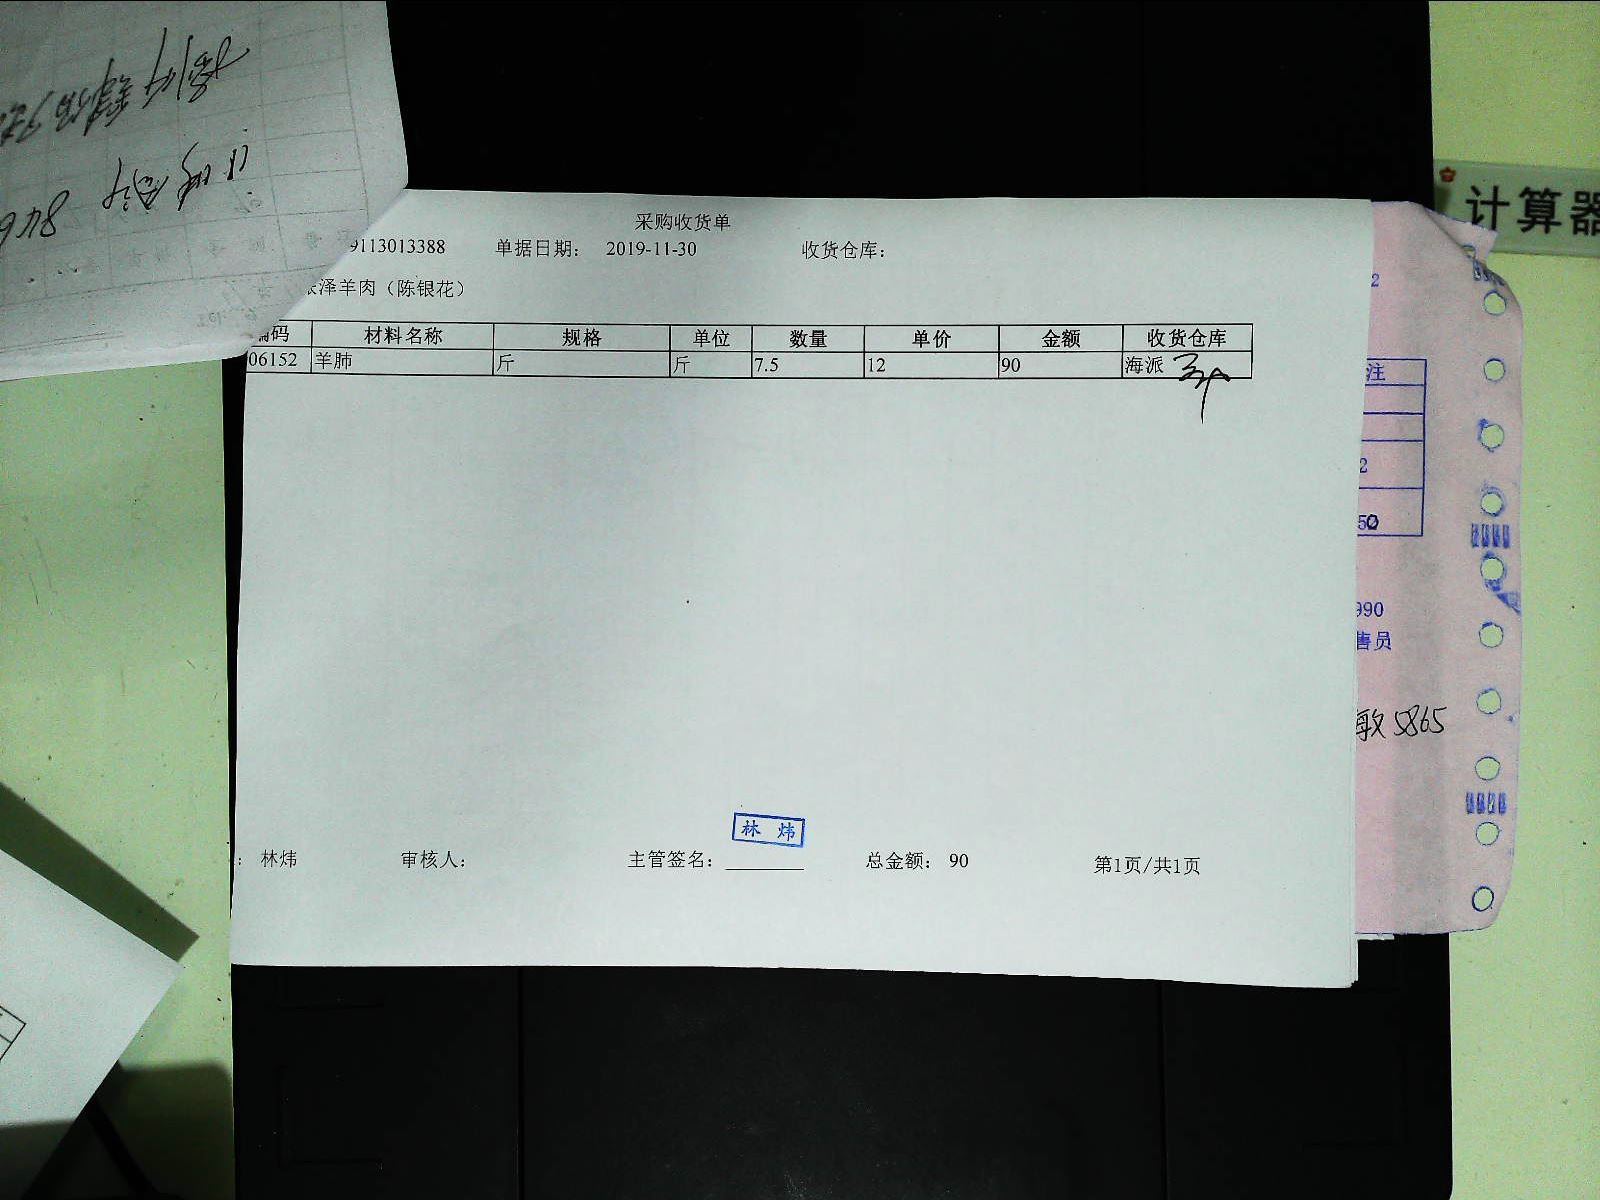 采购收货单
9113013388 单据日期: 2019-11-30 收货仓库:
泽羊肉（陈银花）
编码 材料名称 规格 单位 数量 单价 金额 收货仓库
06152 羊肺 斤 斤 7.5 12 90 海派
林 炜
: 林炜 审核人: 主管签名: 总金额: 90 第1页/共1页
计算器
2
注
2
50
990
售员
敏 5865
846